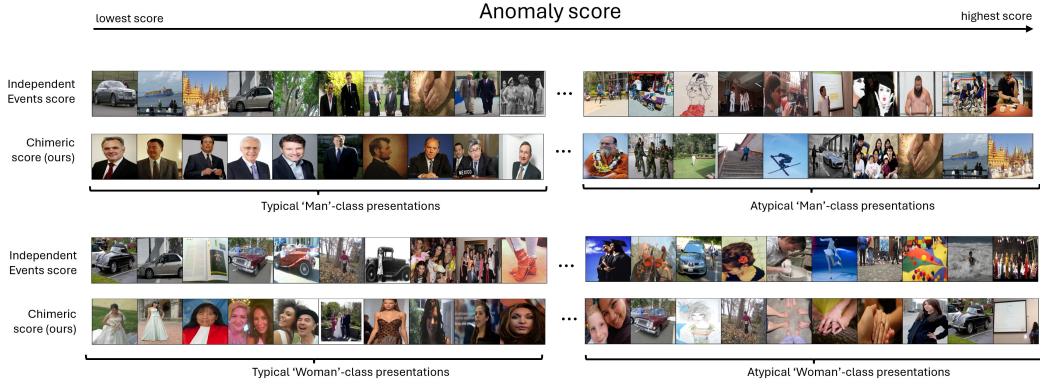 Anomaly score
lowest score
highest score
Independent
Events score
...
Chimeric
score (ours)
...
MEXICO
Typical ‘Man’-class presentations
Atypical ‘Man’-class presentations
Independent
Events score
...
Chimeric
score (ours)
...
Typical ‘Woman’-class presentations
Atypical ‘Woman’-class presentations